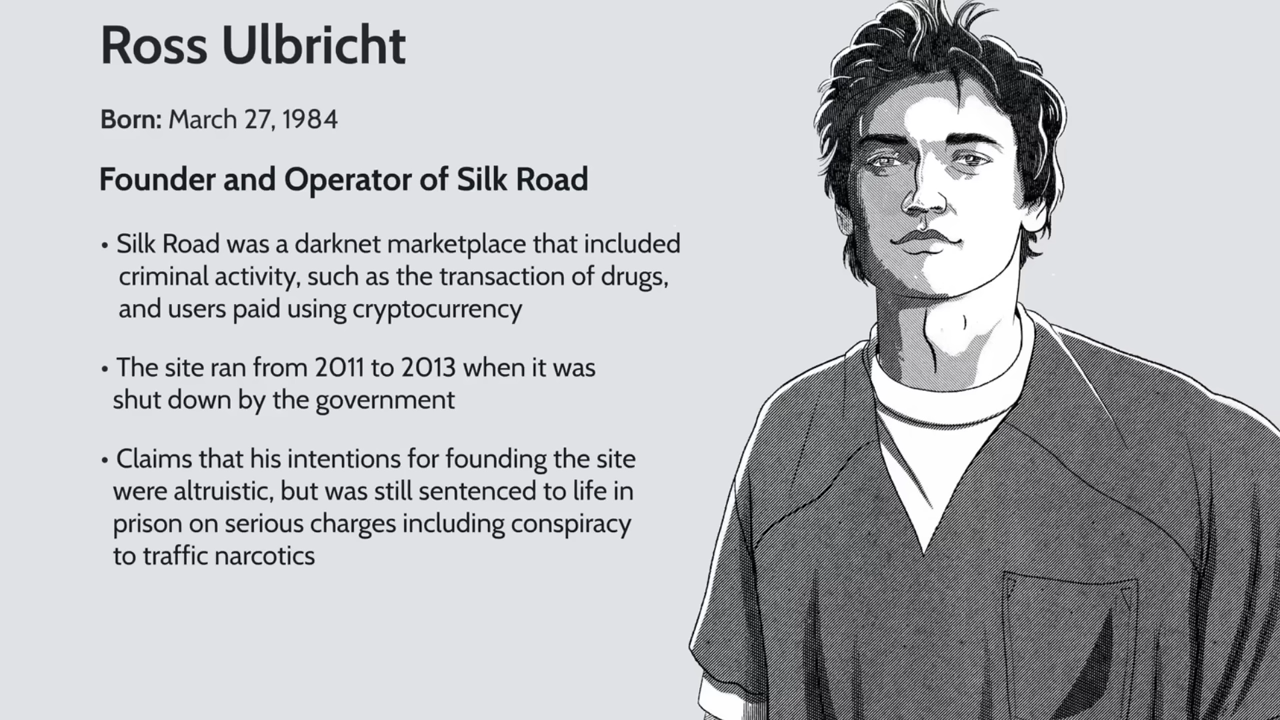 Ross Ulbricht
Born: March 27, 1984
Founder and Operator of Silk Road
• Silk Road was a darknet marketplace that included
criminal activity, such as the transaction of drugs,
and users paid using cryptocurrency
• The site ran from 2011 to 2013 when it was
shut down by the government
• Claims that his intentions for founding the site
were altruistic, but was still sentenced to life in
prison on serious charges including conspiracy
to traffic narcotics